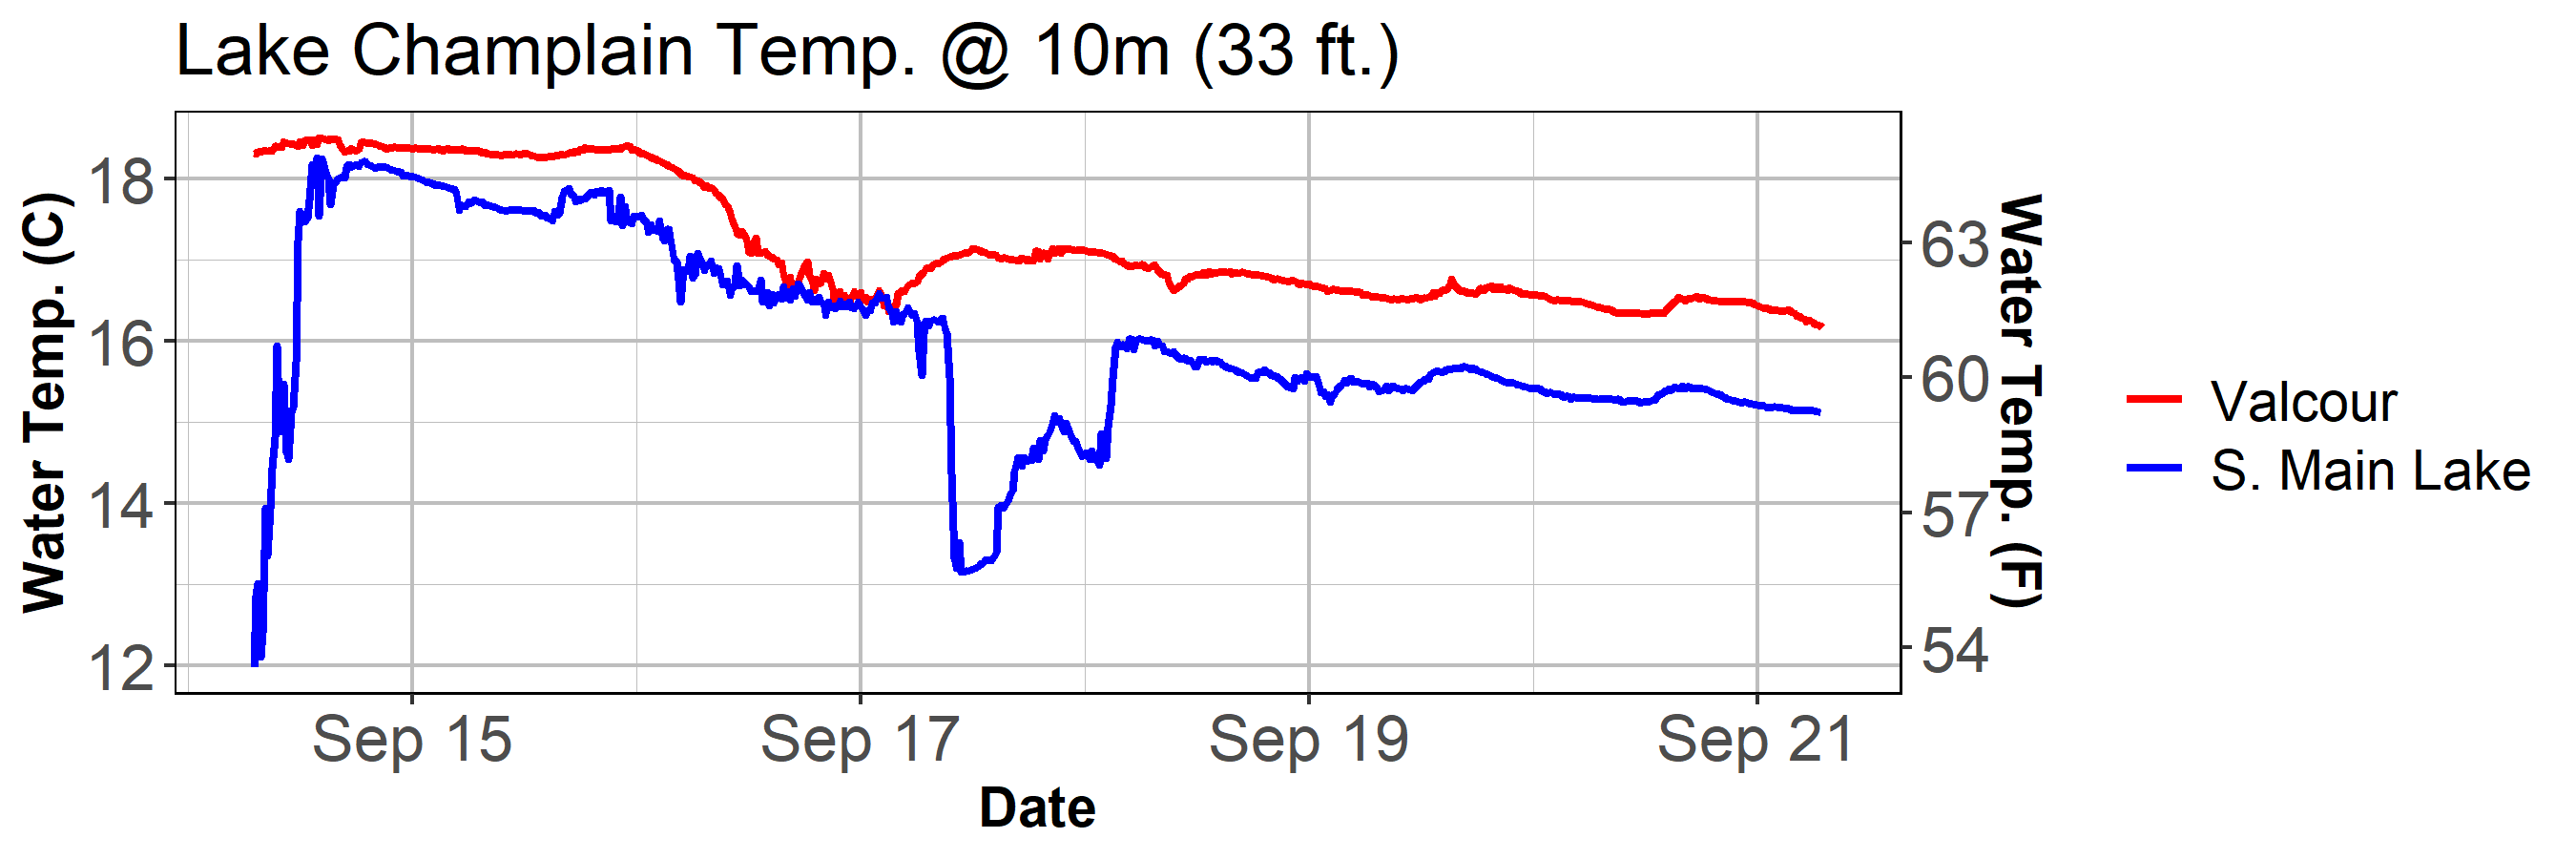 Lake Champlain Temp. @ 10m (33 ft.)
Water Temp. (C)
18
16
14
12
63
60
57
54
Water Temp. (F)
Sep 15
Sep 17
Sep 19
Sep 21
Date
Valcour
S. Main Lake